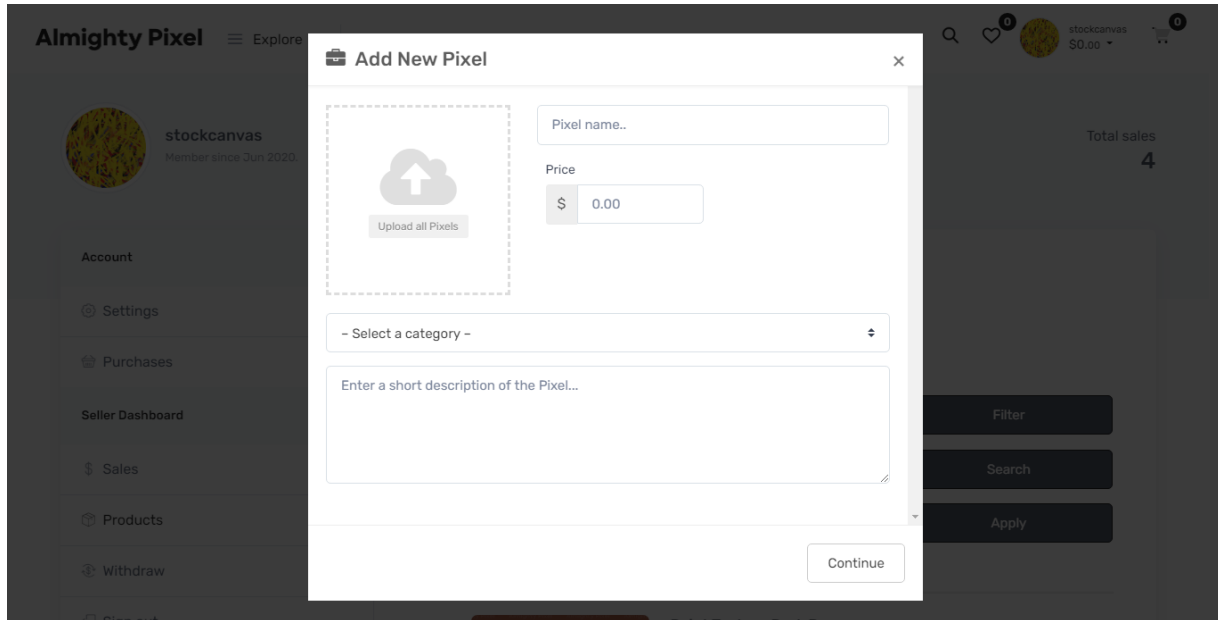 Almighty Pixel
Explore
0
stockcanvas
$0.00
0
Add New Pixel
×
stockcanvas
Member since Jun 2020.
Total sales
4
Upload all Pixels
Pixel name..
Price
$ 0.00
– Select a category –
Enter a short description of the Pixel...
Continue
Account
Settings
Purchases
Seller Dashboard
Sales
Products
Withdraw
Sign out
Filter
Search
Apply